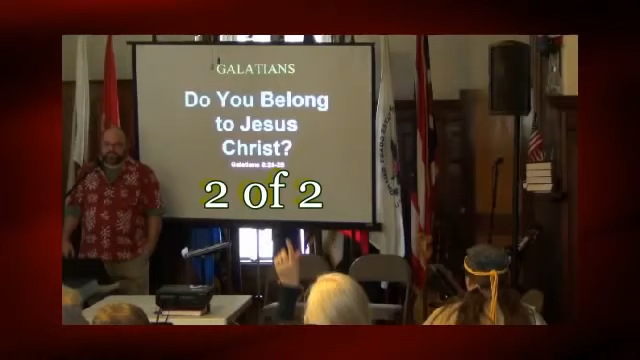 GALATIANS
Do You Belong
to Jesus
Christ?
2 of 2